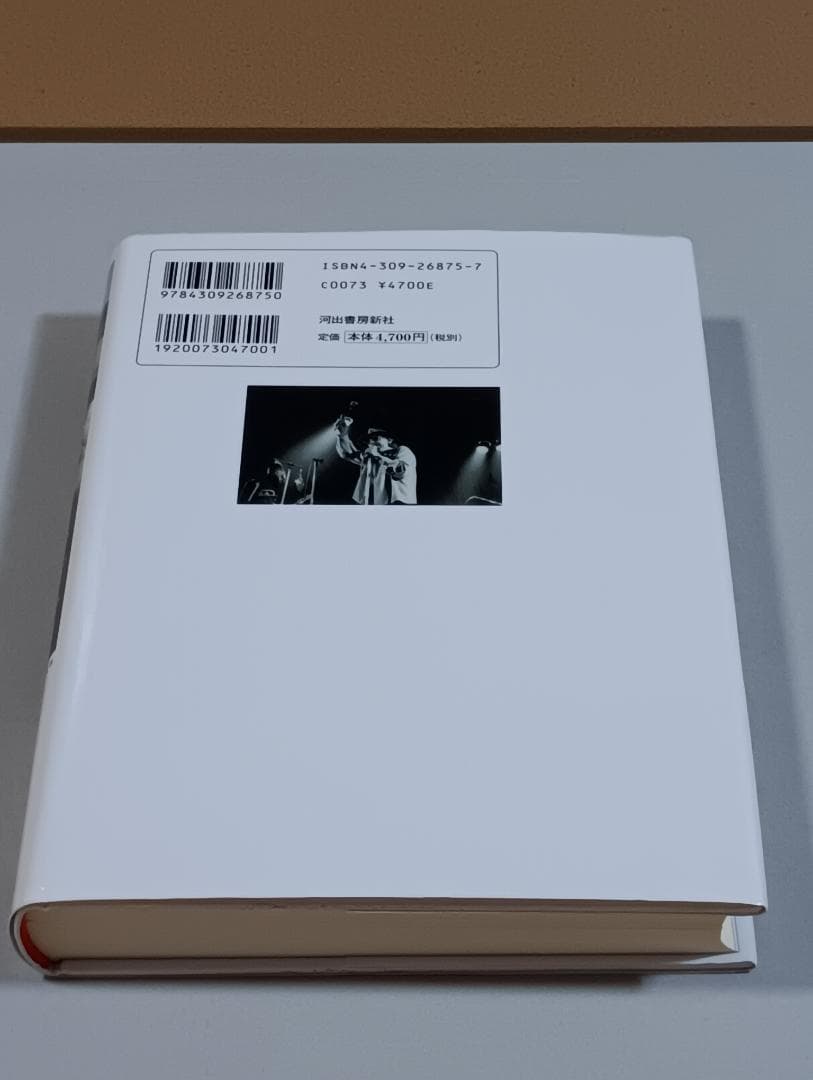 ISBN4-309-26875-7
C0073 ¥4700E
9784309268750
河出書房新社
定価 本体4,700円(税別)
1920073047001